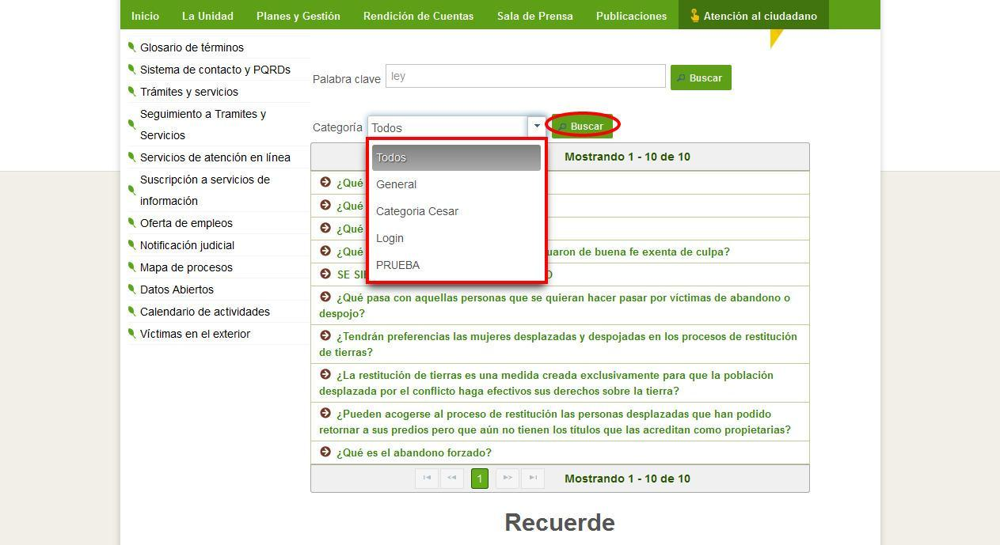 Inicio La Unidad Planes y Gestión Rendición de Cuentas Sala de Prensa Publicaciones Atención al ciudadano
Glosario de términos
Sistema de contacto y PQRDs
Trámites y servicios
Seguimiento a Tramites y
Servicios
Servicios de atención en línea
Suscripción a servicios de
información
Oferta de empleos
Notificación judicial
Mapa de procesos
Datos Abiertos
Calendario de actividades
Víctimas en el exterior
Palabra clave ley Buscar
Categoría Todos Buscar
Todos
General
Categoria Cesar
Login
PRUEBA
Mostrando 1 - 10 de 10
¿Qué
¿Qué
¿Qué
¿Qué de buena fe exenta de culpa?
SE
¿Qué pasa con aquellas personas que se quieran hacer pasar por víctimas de abandono o
despojo?
¿Tendrán preferencias las mujeres desplazadas y despojadas en los procesos de restitución
de tierras?
¿La restitución de tierras es una medida creada exclusivamente para que la población
desplazada por el conflicto haga efectivos sus derechos sobre la tierra?
¿Pueden acogerse al proceso de restitución las personas desplazadas que han podido
retornar a sus predios pero que aún no tienen los títulos que las acreditan como propietarias?
¿Qué es el abandono forzado?
1 Mostrando 1 - 10 de 10
Recuerde